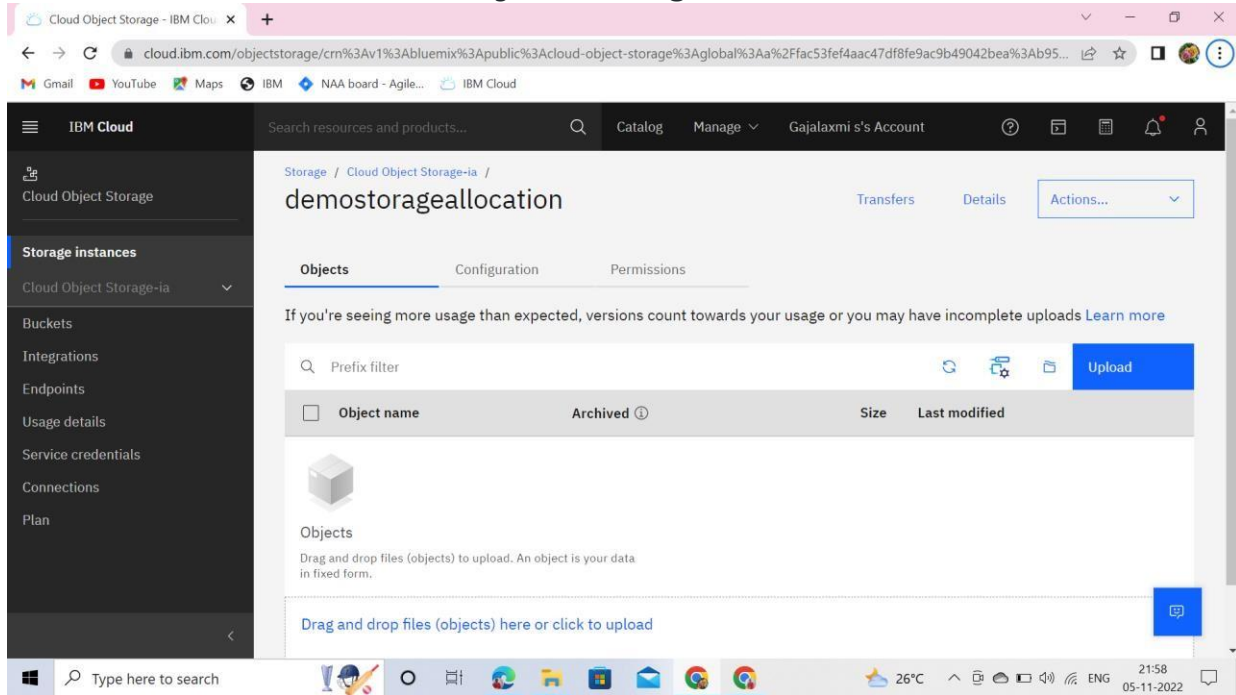 Cloud Object Storage - IBM Clou
cloud.ibm.com/objectstorage/crn%3Av1%3Abluemix%3Apublic%3Acloud-object-storage%3Aglobal%3Aa%2Ffac53fef4aac47df8fe9ac9b49042bea%3Ab95...
Gmail YouTube Maps IBM NAA board - Agile... IBM Cloud
IBM Cloud Search resources and products... Catalog Manage Gajalaxmi s's Account
Cloud Object Storage
Storage instances
Cloud Object Storage-ia
Buckets
Integrations
Endpoints
Usage details
Service credentials
Connections
Plan
Storage / Cloud Object Storage-ia /
demostorageallocation
Transfers Details Actions...
Objects Configuration Permissions
If you're seeing more usage than expected, versions count towards your usage or you may have incomplete uploads Learn more
Prefix filter Upload
Object name Archived Size Last modified
Objects
Drag and drop files (objects) to upload. An object is your data
in fixed form.
Drag and drop files (objects) here or click to upload
Type here to search 26°C ENG 21:58
05-11-2022